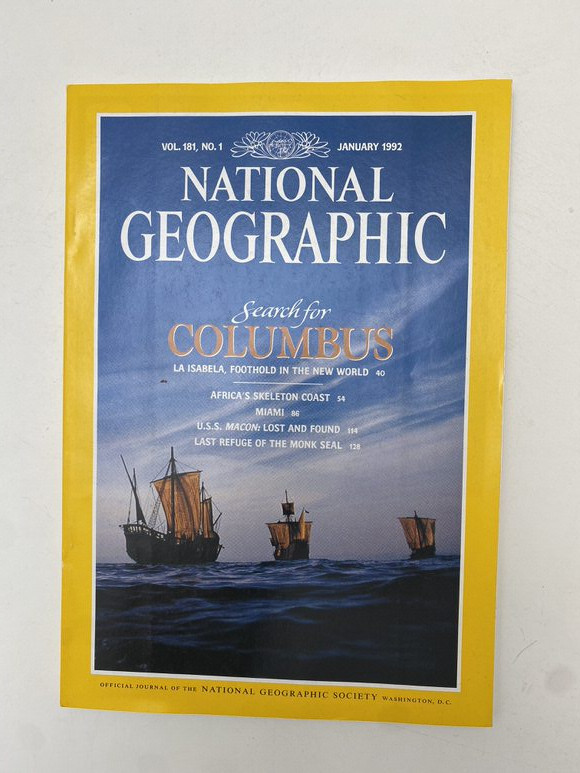 VOL. 181, NO. 1 JANUARY 1992
NATIONAL
GEOGRAPHIC
Search for
COLUMBUS
LA ISABELA, FOOTHOLD IN THE NEW WORLD 40
AFRICA'S SKELETON COAST 54
MIAMI 86
U.S.S. MACON: LOST AND FOUND 114
LAST REFUGE OF THE MONK SEAL 128
OFFICIAL JOURNAL OF THE NATIONAL GEOGRAPHIC SOCIETY WASHINGTON, D.C.